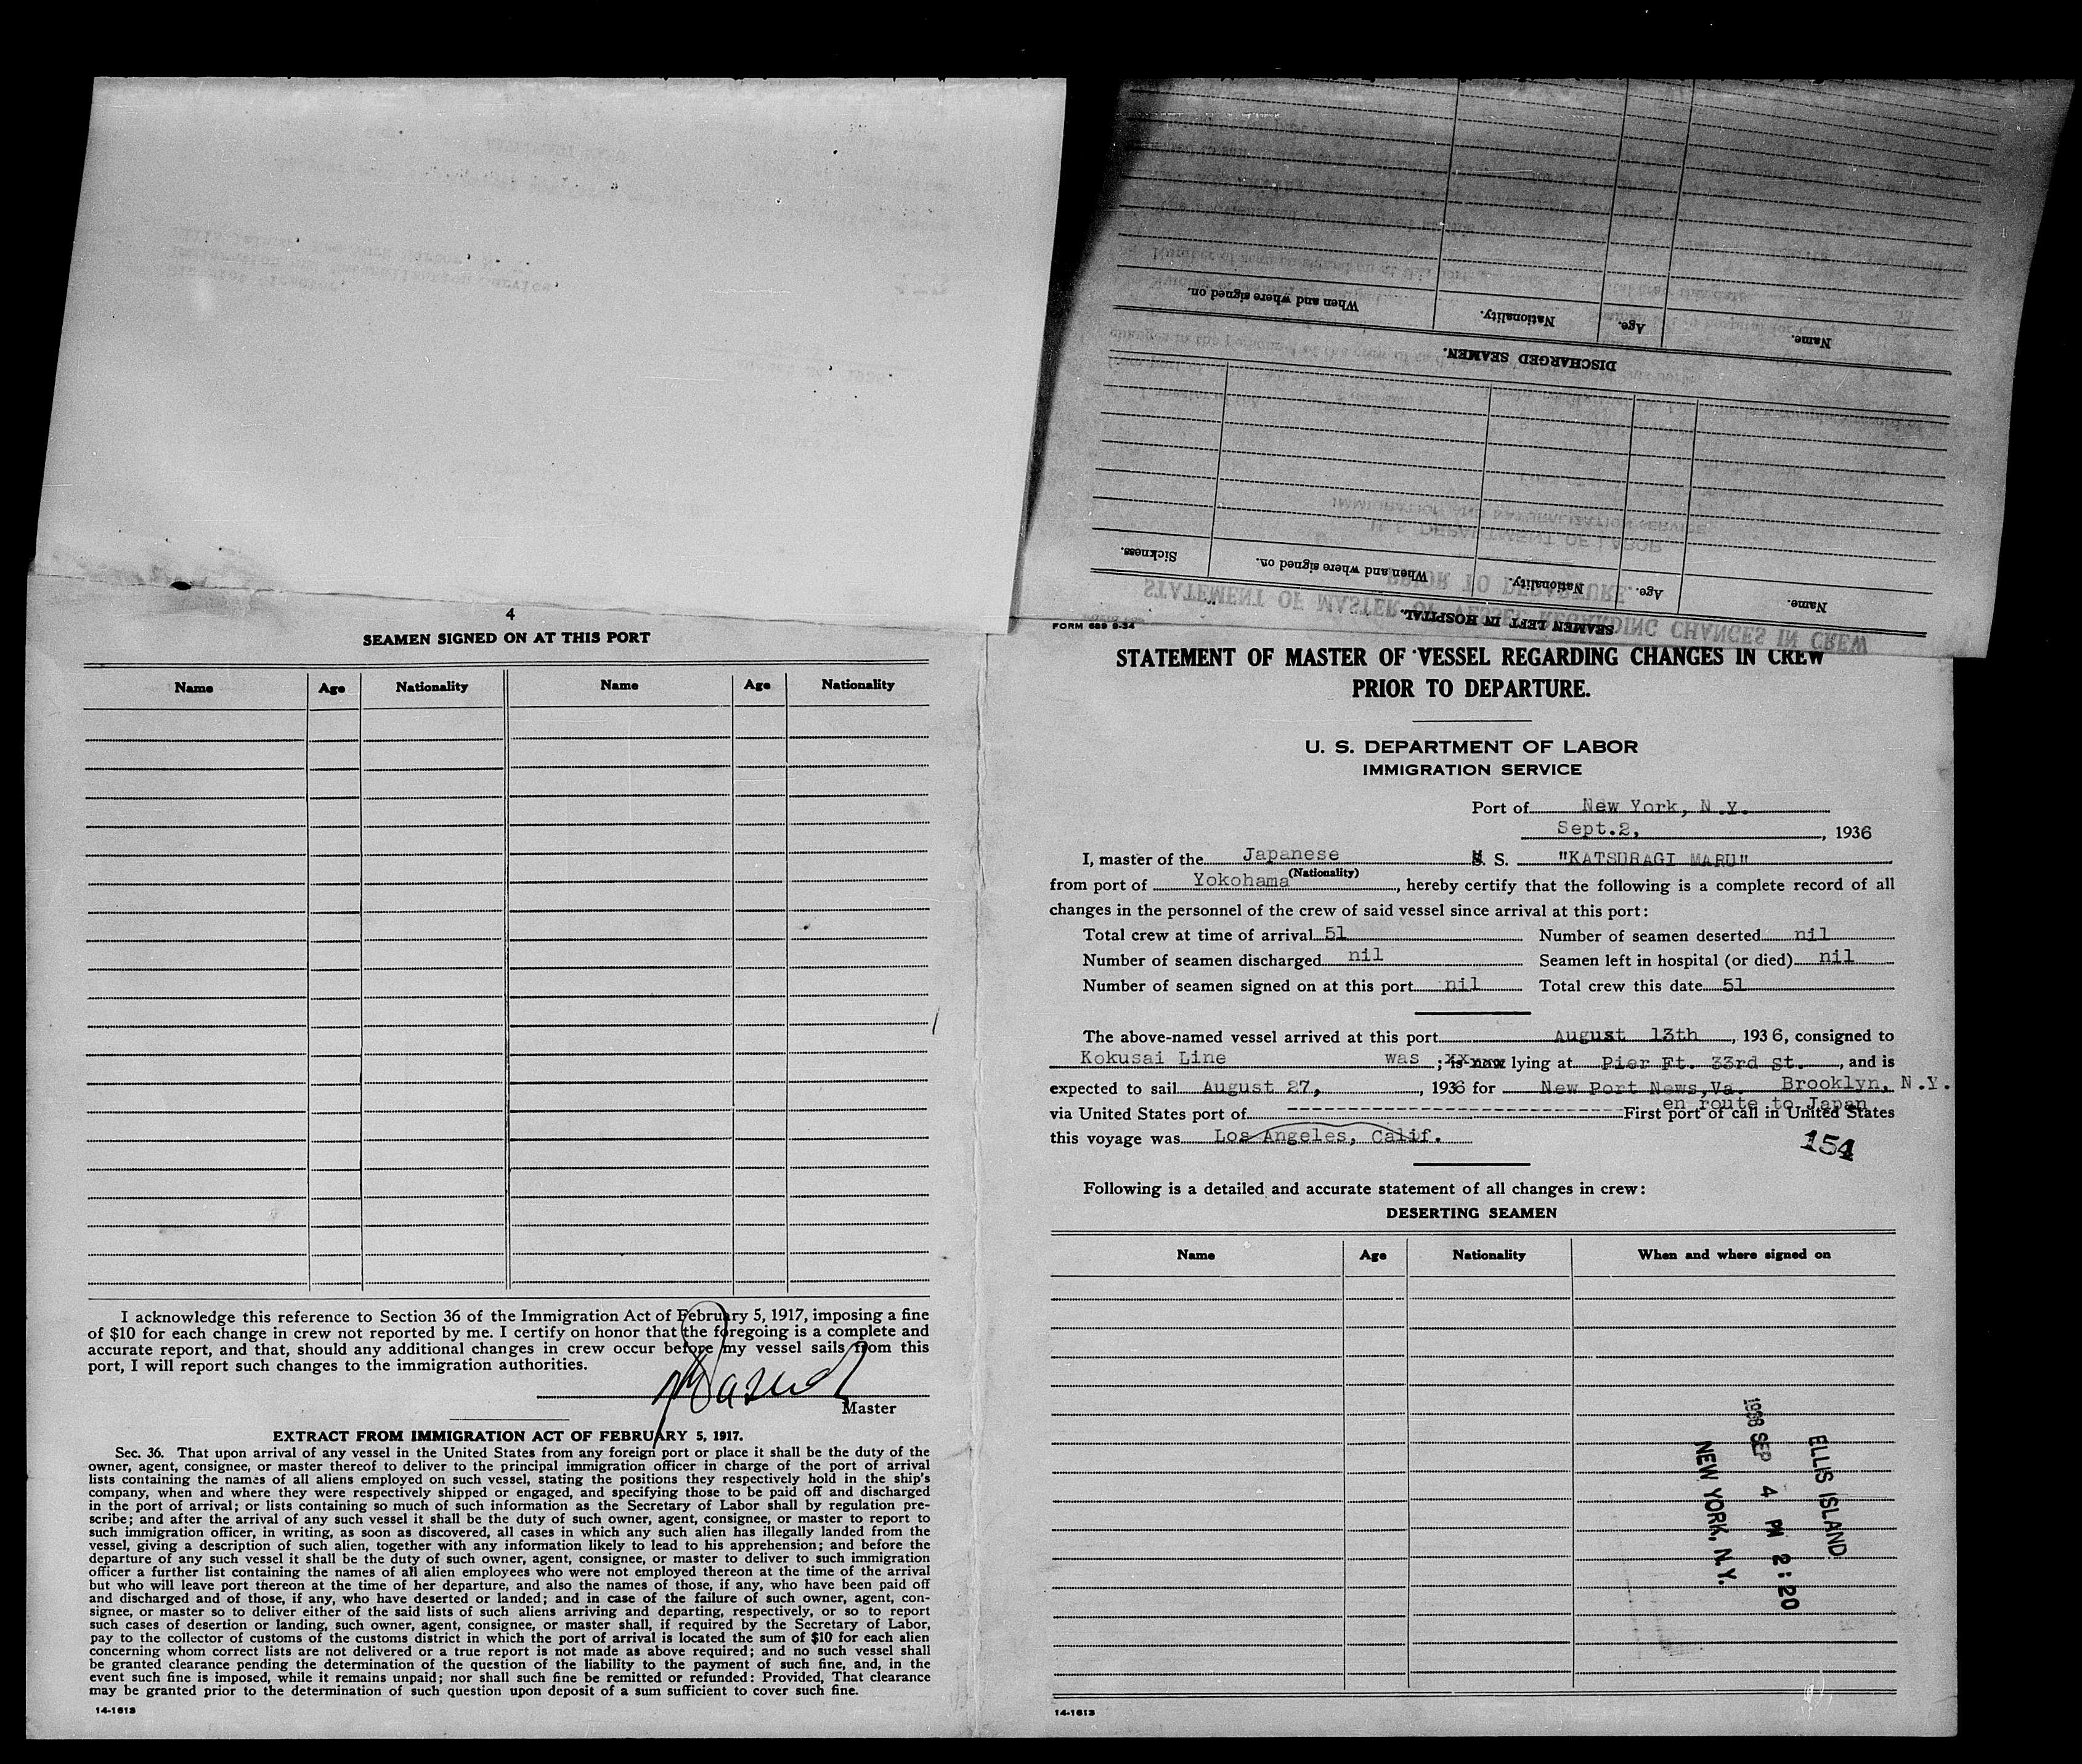 4
SEAMEN SIGNED ON AT THIS PORT
Name Age Nationality Name Age Nationality
I acknowledge this reference to Section 36 of the Immigration Act of February 5, 1917, imposing a fine
of $10 for each change in crew not reported by me. I certify on honor that the foregoing is a complete and
accurate report, and that, should any additional changes in crew occur before my vessel sails from this
port, I will report such changes to the immigration authorities.
Master
EXTRACT FROM IMMIGRATION ACT OF FEBRUARY 5, 1917.
Sec. 36. That upon arrival of any vessel in the United States from any foreign port or place it shall be the duty of the
owner, agent, consignee, or master thereof to deliver to the principal immigration officer in charge of the port of arrival
lists containing the names of all aliens employed on such vessel, stating the positions they respectively hold in the ship's
company, when and where they were respectively shipped or engaged, and specifying those to be paid off and discharged
in the port of arrival; or lists containing so much of such information as the Secretary of Labor shall by regulation pre-
scribe; and after the arrival of any such vessel it shall be the duty of such owner, agent, consignee, or master to report to
such immigration officer, in writing, as soon as discovered, all cases in which any such alien has illegally landed from the
vessel, giving a description of such alien, together with any information likely to lead to his apprehension; and before the
departure of any such vessel it shall be the duty of such owner, agent, consignee, or master to deliver to such immigration
officer a further list containing the names of all alien employees who were not employed thereon at the time of the arrival
but who will leave port thereon at the time of her departure, and also the names of those, if any, who have been paid off
and discharged and of those, if any, who have deserted or landed; and in case of the failure of such owner, agent, con-
signee, or master so to deliver either of the said lists of such aliens arriving and departing, respectively, or so to report
such cases of desertion or landing, such owner, agent, consignee, or master shall, if required by the Secretary of Labor,
pay to the collector of customs of the customs district in which the port of arrival is located the sum of $10 for each alien
concerning whom correct lists are not delivered or a true report is not made as above required; and no such vessel shall
be granted clearance pending the determination of the question of the liability to the payment of such fine, and, in the
event such fine is imposed, while it remains unpaid; nor shall such fine be remitted or refunded: Provided, That clearance
may be granted prior to the determination of such question upon deposit of a sum sufficient to cover such fine.
14-1613
Name. Age. Nationality. When and where signed on.
DISCHARGED SEAMEN.
Name. Age. Nationality. When and where signed on. Sickness.
SEAMEN LEFT IN HOSPITAL.
FORM 689 9-34
STATEMENT OF MASTER OF VESSEL REGARDING CHANGES IN CREW
PRIOR TO DEPARTURE.
U. S. DEPARTMENT OF LABOR
IMMIGRATION SERVICE
Port of New York, N.Y.
Sept.2, , 1936
I, master of the Japanese M. S. "KATSURAGI MARU"
(Nationality)
from port of Yokohama, hereby certify that the following is a complete record of all
changes in the personnel of the crew of said vessel since arrival at this port:
Total crew at time of arrival 51 Number of seamen deserted nil
Number of seamen discharged nil Seamen left in hospital (or died) nil
Number of seamen signed on at this port nil Total crew this date 51
The above-named vessel arrived at this port August 13th, 1936, consigned to
Kokusai Line was ; is now lying at Pier Ft. 33rd St., and is
expected to sail August 27, , 1936 for New Port News,Va. Brooklyn, N.Y.
en route to Japan
via United States port of ---------------------- First port of call in United States
this voyage was Los Angeles, Calif.
154
Following is a detailed and accurate statement of all changes in crew:
DESERTING SEAMEN
Name Age Nationality When and where signed on
ELLIS ISLAND
1936 SEP 4 PM 2:20
NEW YORK, N.Y.
14-1613